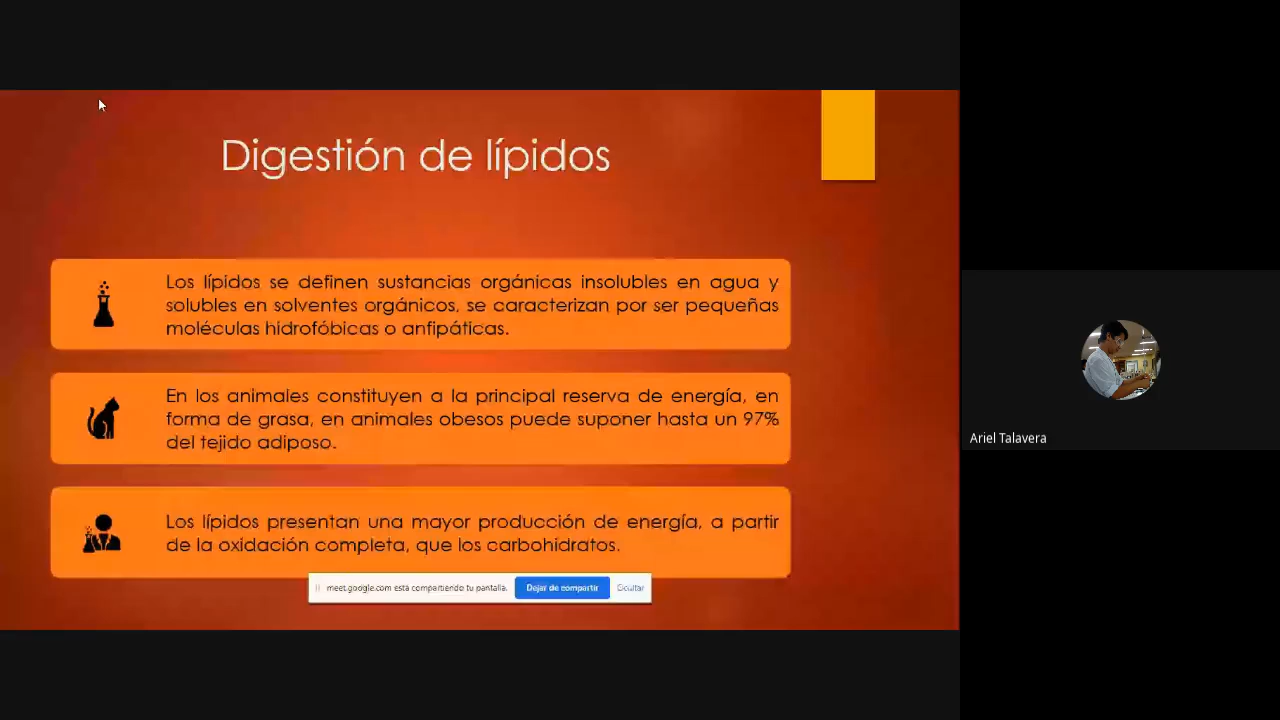 Digestión de lípidos
Los lípidos se definen sustancias orgánicas insolubles en agua y
solubles en solventes orgánicos, se caracterizan por ser pequeñas
moléculas hidrofóbicas o anfipáticas.
En los animales constituyen a la principal reserva de energía, en
forma de grasa, en animales obesos puede suponer hasta un 97%
del tejido adiposo.
Los lípidos presentan una mayor producción de energía, a partir
de la oxidación completa, que los carbohidratos.
meet.google.com está compartiendo tu pantalla. Dejar de compartir Ocultar
Ariel Talavera